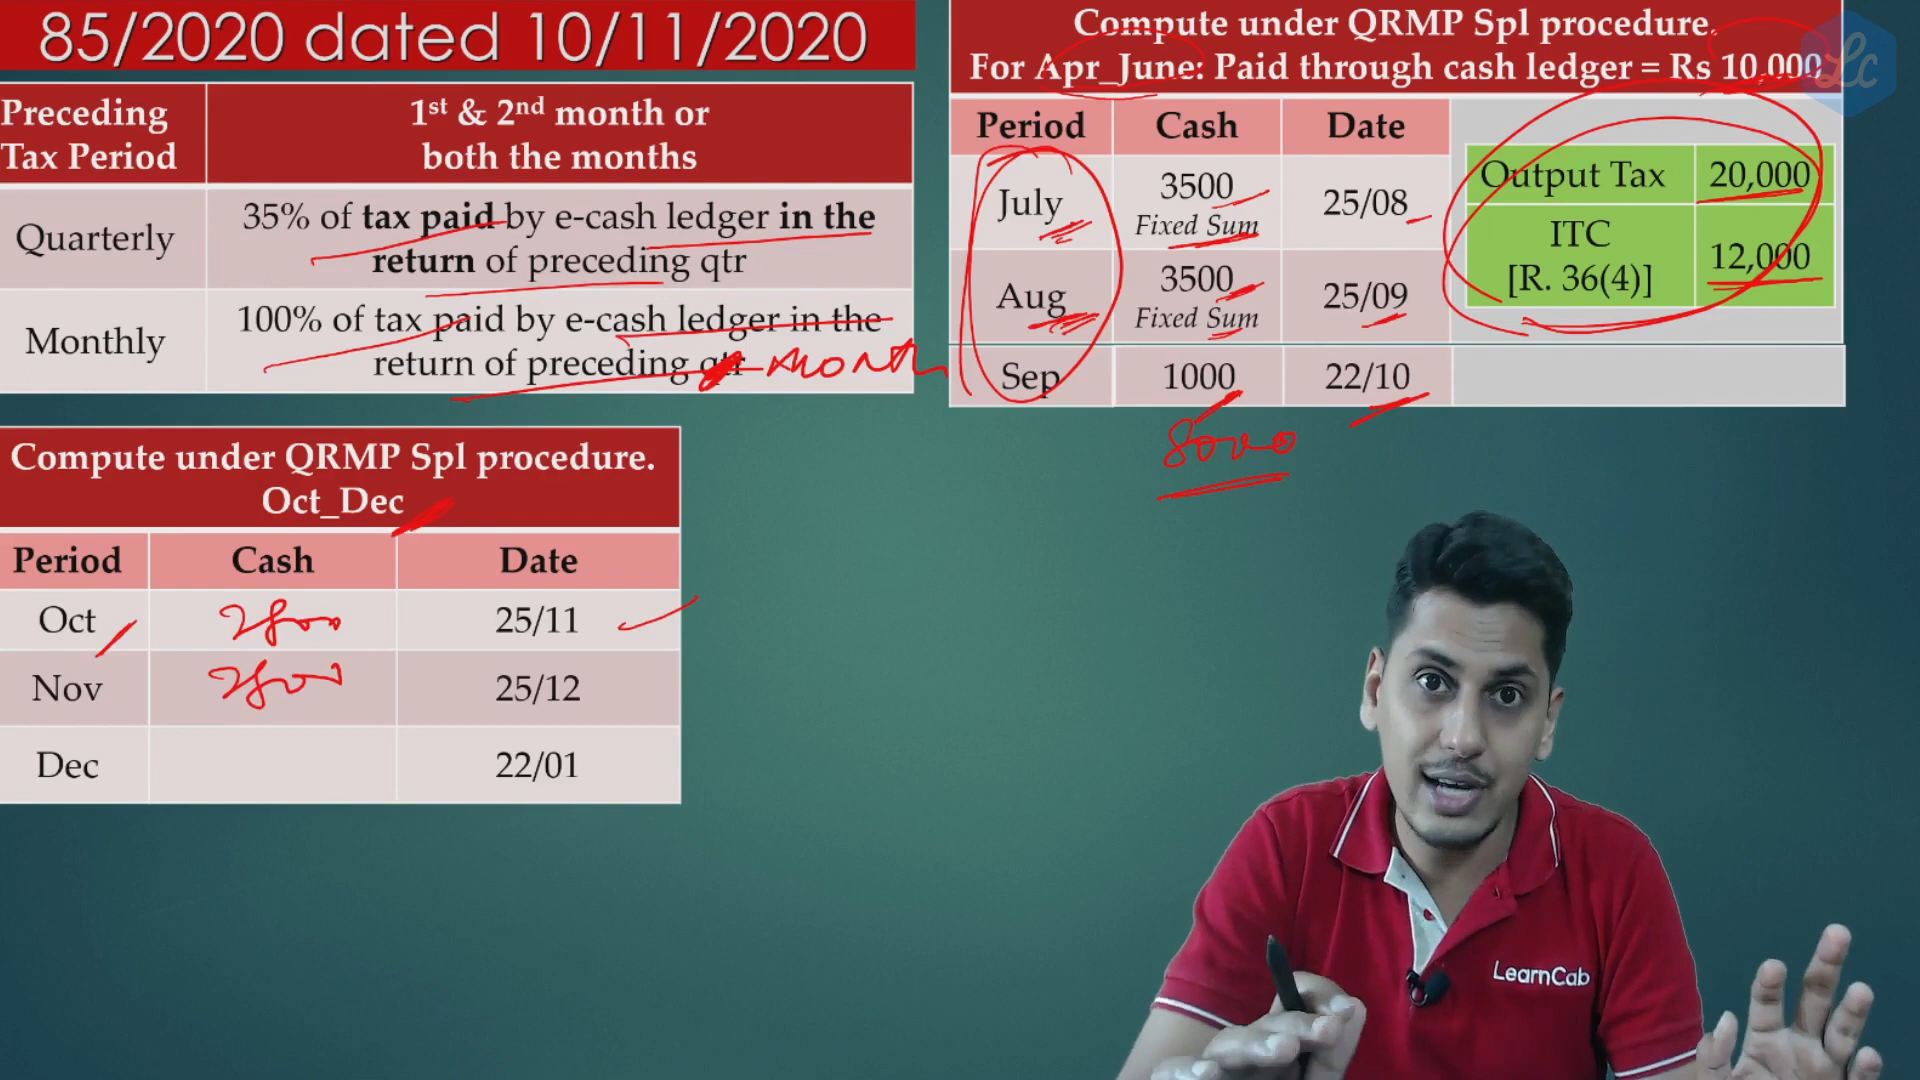 85/2020 dated 10/11/2020
Preceding Tax Period
1st & 2nd month or both the months
Quarterly
35% of tax paid by e-cash ledger in the
return of preceding qtr
Monthly
100% of tax paid by e-cash ledger in the
return of preceding qtr month
Compute under QRMP Spl procedure.
For Apr_June: Paid through cash ledger = Rs 10,000
Lc
Period Cash Date
July 3500 Fixed Sum 25/08
Aug 3500 Fixed Sum 25/09
Sep 1000 22/10
8000
Output Tax 20,000
ITC [R. 36(4)] 12,000
Compute under QRMP Spl procedure.
Oct_Dec
Period Cash Date
Oct 2800 25/11
Nov 2800 25/12
Dec 22/01
LearnCab